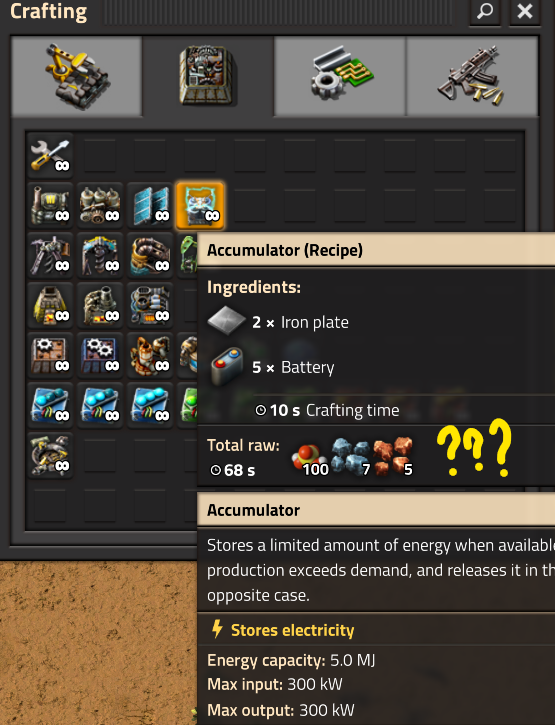 Crafting
∞
∞ ∞ ∞ ∞
∞ ∞ ∞
Accumulator (Recipe)
∞ ∞ ∞
Ingredients:
2 × Iron plate
∞ ∞ ∞
5 × Battery
∞ ∞ ∞
10 s Crafting time
∞
Total raw:
68 s
100 7 5
???
Accumulator
Stores a limited amount of energy when available
production exceeds demand, and releases it in th
opposite case.
Stores electricity
Energy capacity: 5.0 MJ
Max input: 300 kW
Max output: 300 kW